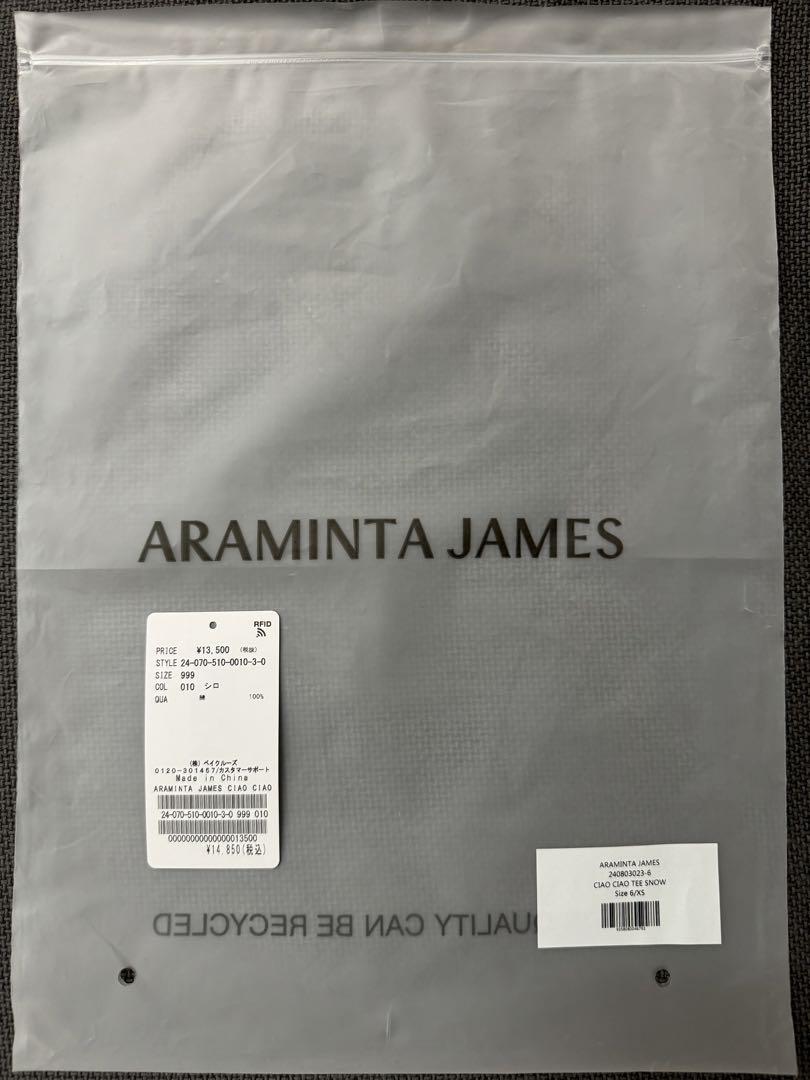 ARAMINTA JAMES
RFID
PRICE ¥13,500 (税抜)
STYLE 24-070-510-0010-3-0
SIZE 999
COL 010 シロ
QUA 綿 100%
(株) ベイクルーズ
0120-301457/カスタマーサポート
Made in China
ARAMINTA JAMES CIAO CIAO
24-070-510-0010-3-0 999 010
0000000000000013500
¥14,850(税込)
ARAMINTA JAMES
240803023-6
CIAO CIAO TEE SNOW
Size 6/XS
QUALITY CAN BE RECYCLED